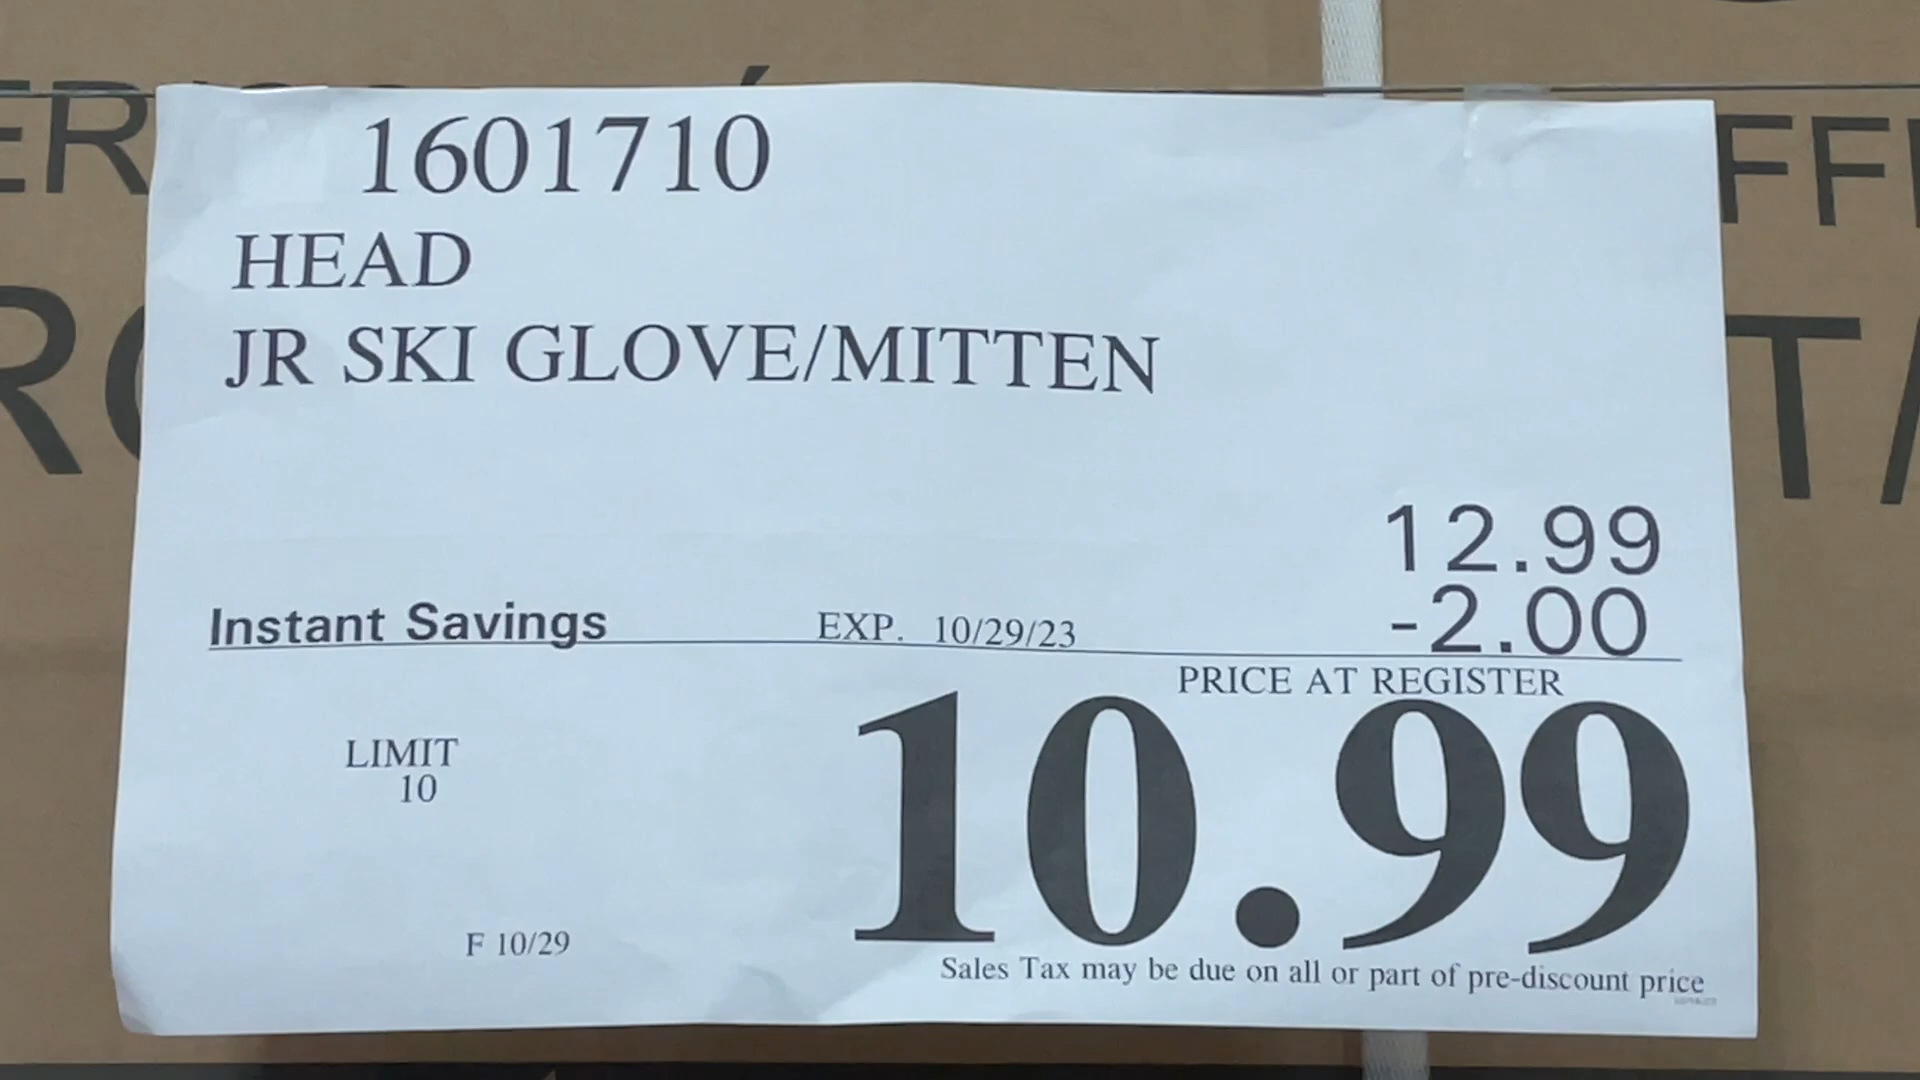 1601710
HEAD
JR SKI GLOVE/MITTEN
12.99
Instant Savings EXP. 10/29/23 -2.00
PRICE AT REGISTER
10.99
LIMIT
10
F 10/29
Sales Tax may be due on all or part of pre-discount price